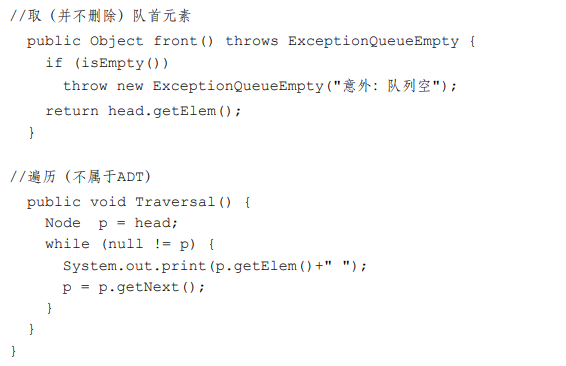 //取（并不删除）队首元素
public Object front() throws ExceptionQueueEmpty {
if (isEmpty())
throw new ExceptionQueueEmpty("意外：队列空");
return head.getElem();
}
//遍历（不属于ADT）
public void Traversal() {
Node  p = head;
while (null != p) {
System.out.print(p.getElem()+" ");
p = p.getNext();
}
}
}